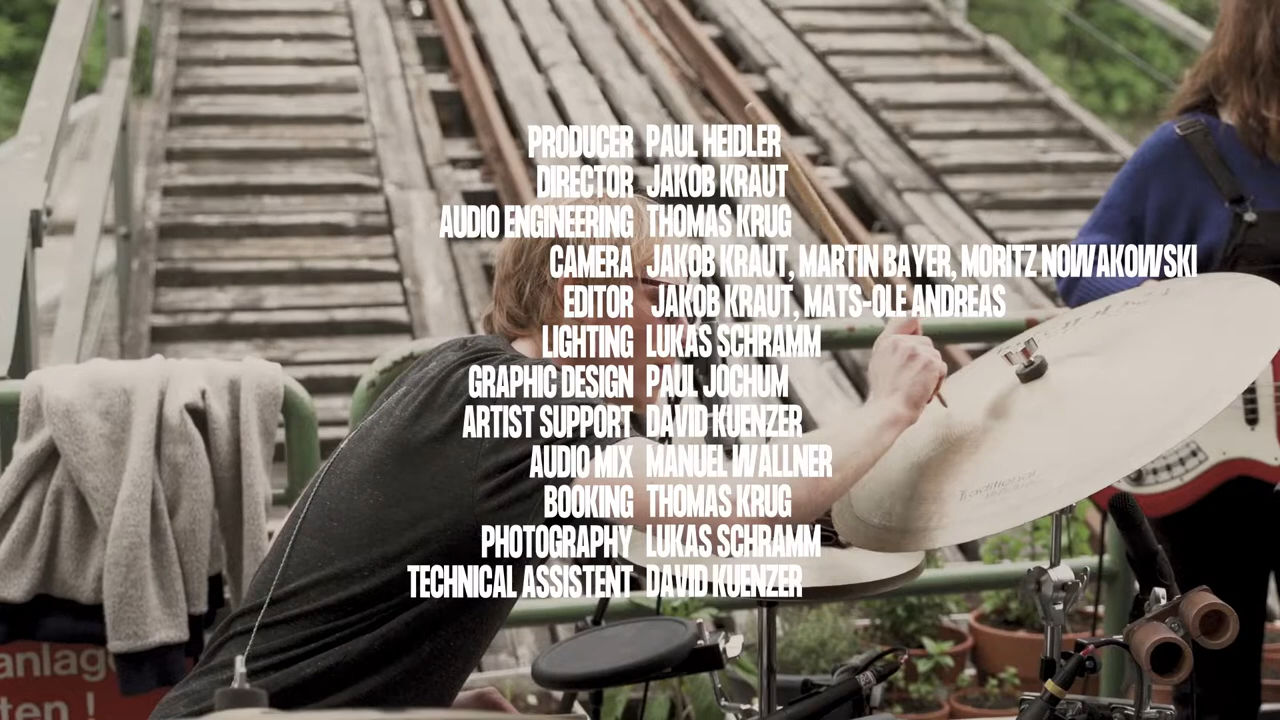 PRODUCER PAUL HEIDLER
DIRECTOR JAKOB KRAUT
AUDIO ENGINEERING THOMAS KRUG
CAMERA JAKOB KRAUT, MARTIN BAYER, MORITZ NOWAKOWSKI
EDITOR JAKOB KRAUT, MATS-OLE ANDREAS
LIGHTING LUKAS SCHRAMM
GRAPHIC DESIGN PAUL JOCHUM
ARTIST SUPPORT DAVID KUENZER
AUDIO MIX MANUEL WALLNER
BOOKING THOMAS KRUG
PHOTOGRAPHY LUKAS SCHRAMM
TECHNICAL ASSISTENT DAVID KUENZER
Traditional
anlage
ten !